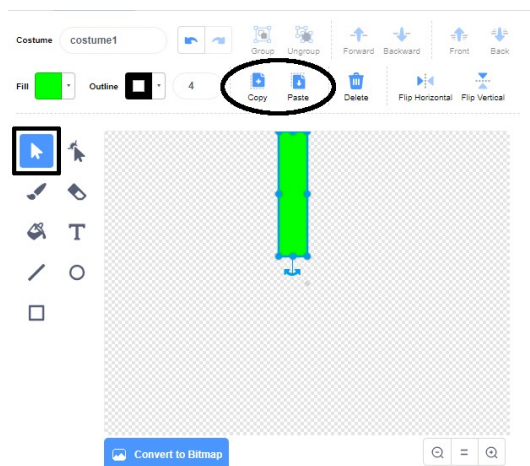 Costume costume1 Group Ungroup Forward Backward Front Back
Fill Outline 4 Copy Paste Delete Flip Horizontal Flip Vertical
T
Convert to Bitmap